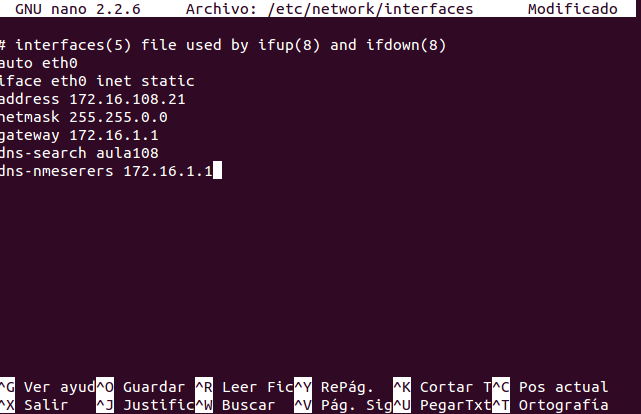 GNU nano 2.2.6 Archivo: /etc/network/interfaces Modificado
# interfaces(5) file used by ifup(8) and ifdown(8)
auto eth0
iface eth0 inet static
address 172.16.108.21
netmask 255.255.0.0
gateway 172.16.1.1
dns-search aula108
dns-nmeserers 172.16.1.1
^G Ver ayud^O Guardar ^R Leer Fic^Y RePág. ^K Cortar T^C Pos actual
^X Salir ^J Justific^W Buscar ^V Pág. Sig^U PegarTxt^T Ortografía